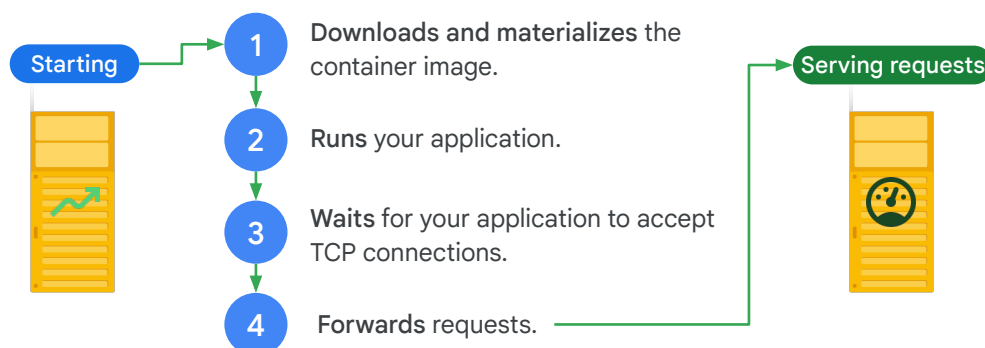 Starting
1
Downloads and materializes the
container image.
2
Runs your application.
3
Waits for your application to accept
TCP connections.
4
Forwards requests.
Serving requests